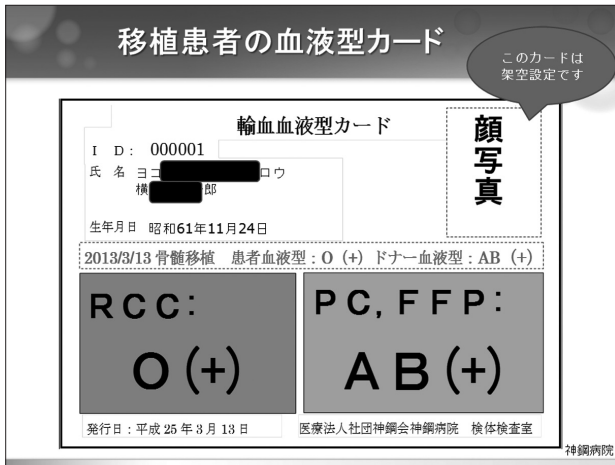 移植患者の血液型カード
このカードは
架空設定です
輸血血液型カード
顔写真
I D: 000001
氏 名 ヨコ ロウ
横 郎
生年月日 昭和61年11月24日
2013/3/13 骨髄移植 患者血液型:O (+) ドナー血液型:AB (+)
RCC:
O (+)
PC, FFP:
AB (+)
発行日:平成 25 年 3 月 13 日
医療法人社団神鋼会神鋼病院 検体検査室
神鋼病院